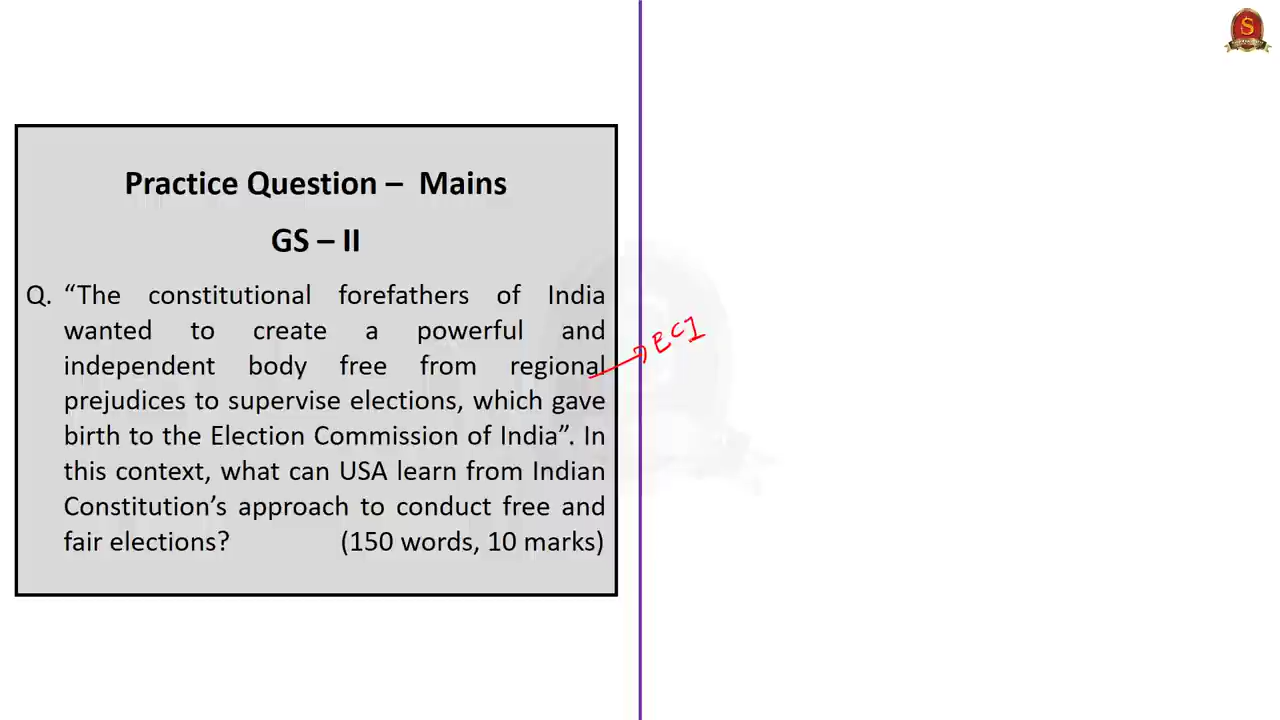 Practice Question – Mains
GS – II
Q. “The constitutional forefathers of India
wanted to create a powerful and
independent body free from regional
prejudices to supervise elections, which gave
birth to the Election Commission of India”. In
this context, what can USA learn from Indian
Constitution’s approach to conduct free and
fair elections? (150 words, 10 marks)
ECI
S